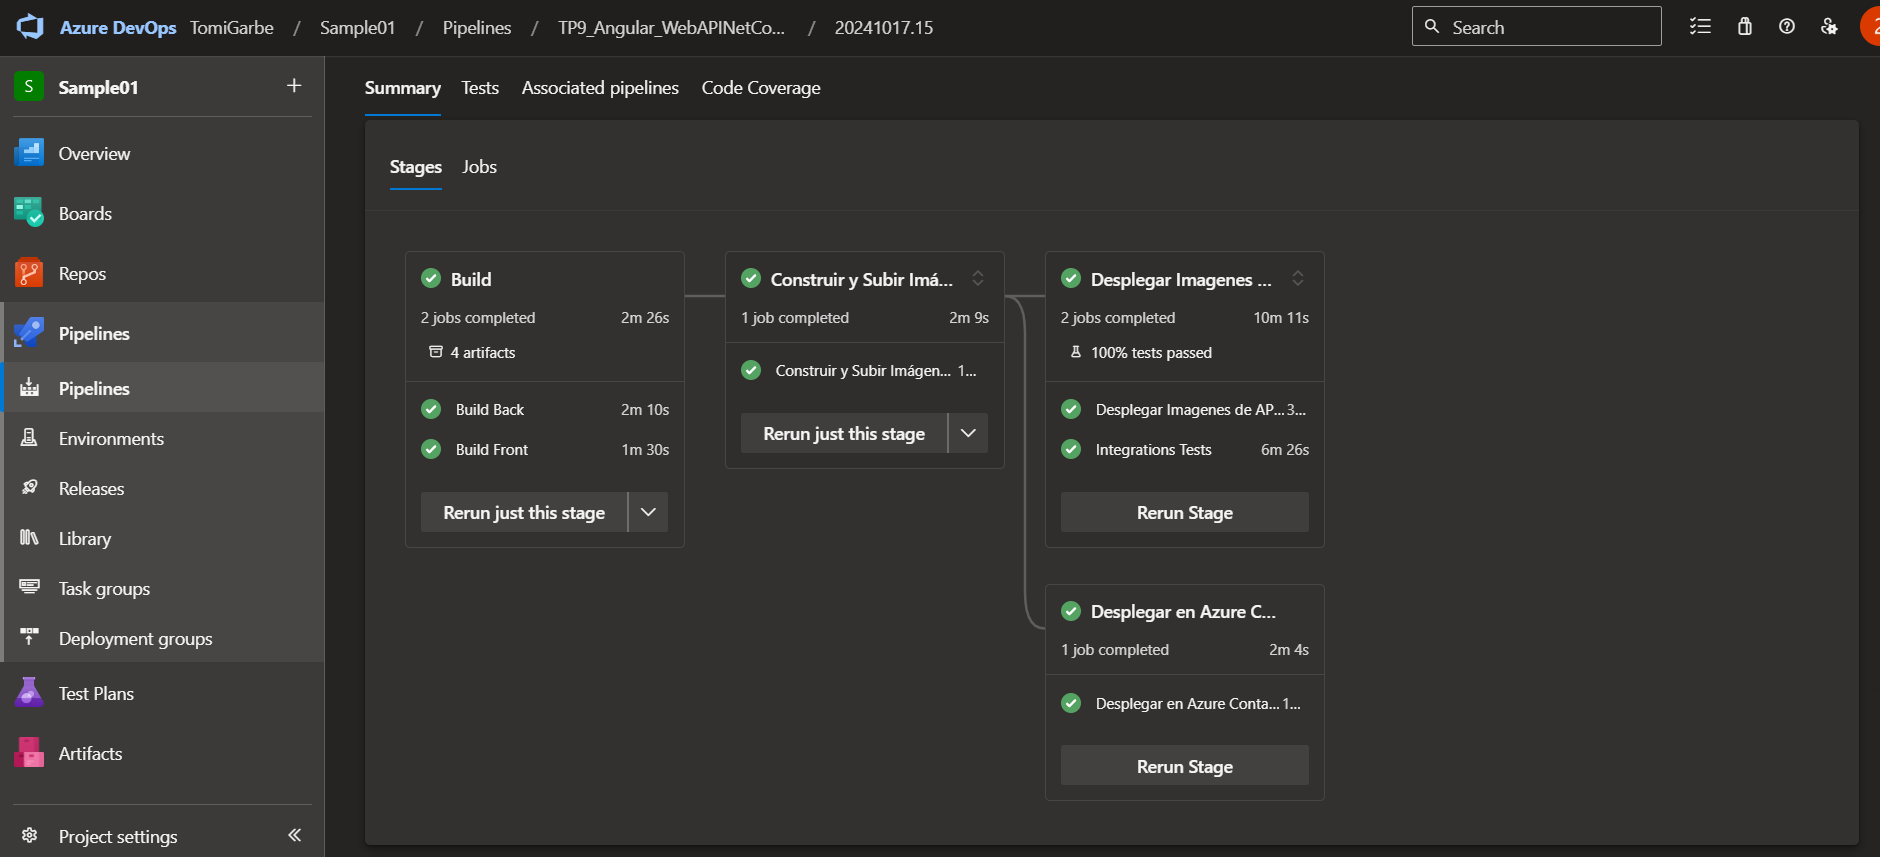 Azure DevOps TomiGarbe / Sample01 / Pipelines / TP9_Angular_WebAPINetCo... / 20241017.15
Search
S Sample01
Overview
Boards
Repos
Pipelines
Pipelines
Environments
Releases
Library
Task groups
Deployment groups
Test Plans
Artifacts
Project settings
Summary Tests Associated pipelines Code Coverage
Stages Jobs
Build
2 jobs completed 2m 26s
4 artifacts
Build Back 2m 10s
Build Front 1m 30s
Rerun just this stage
Construir y Subir Imá...
1 job completed 2m 9s
Construir y Subir Imágen... 1...
Rerun just this stage
Desplegar Imagenes ...
2 jobs completed 10m 11s
100% tests passed
Desplegar Imagenes de AP... 3...
Integrations Tests 6m 26s
Rerun Stage
Desplegar en Azure C...
1 job completed 2m 4s
Desplegar en Azure Conta... 1...
Rerun Stage